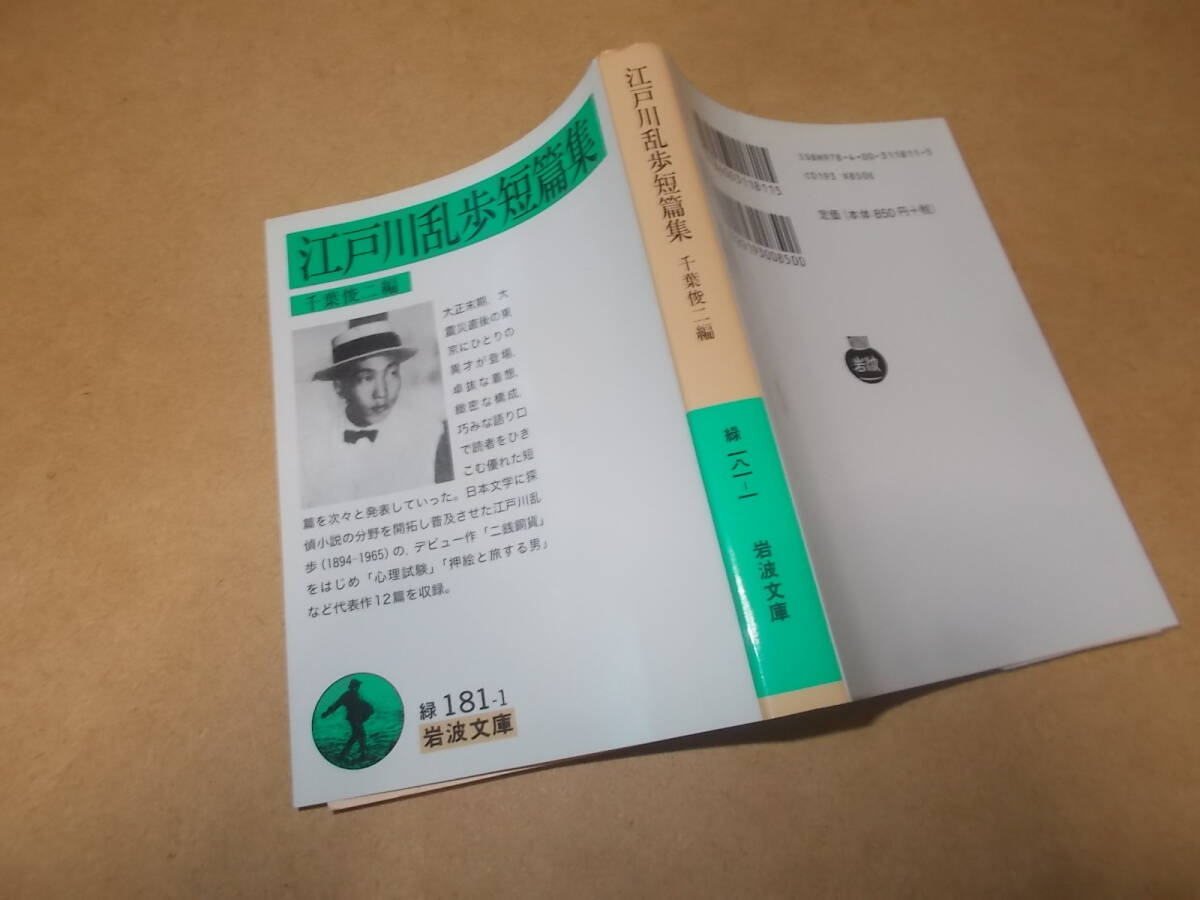 江戸川乱歩短篇集
千葉俊二編
大正末期、大
震災直後の東
京にひとりの
異才が登場、
卓抜な着想、
緻密な構成、
巧みな語り口
で読者をひき
こむ優れた短
篇を次々と発表していった。日本文学に探
偵小説の分野を開拓し普及させた江戸川乱
歩(1894-1965)の、デビュー作「二銭銅貨」
をはじめ「心理試験」「押絵と旅する男」
など代表作12篇を収録。
緑 181-1
岩波文庫
江戸川乱歩短篇集 千葉俊二編
緑一八一-一
岩波文庫
ISBN978-4-00-311811-5
C0193 ¥850E
定価(本体 850 円+税)
岩波